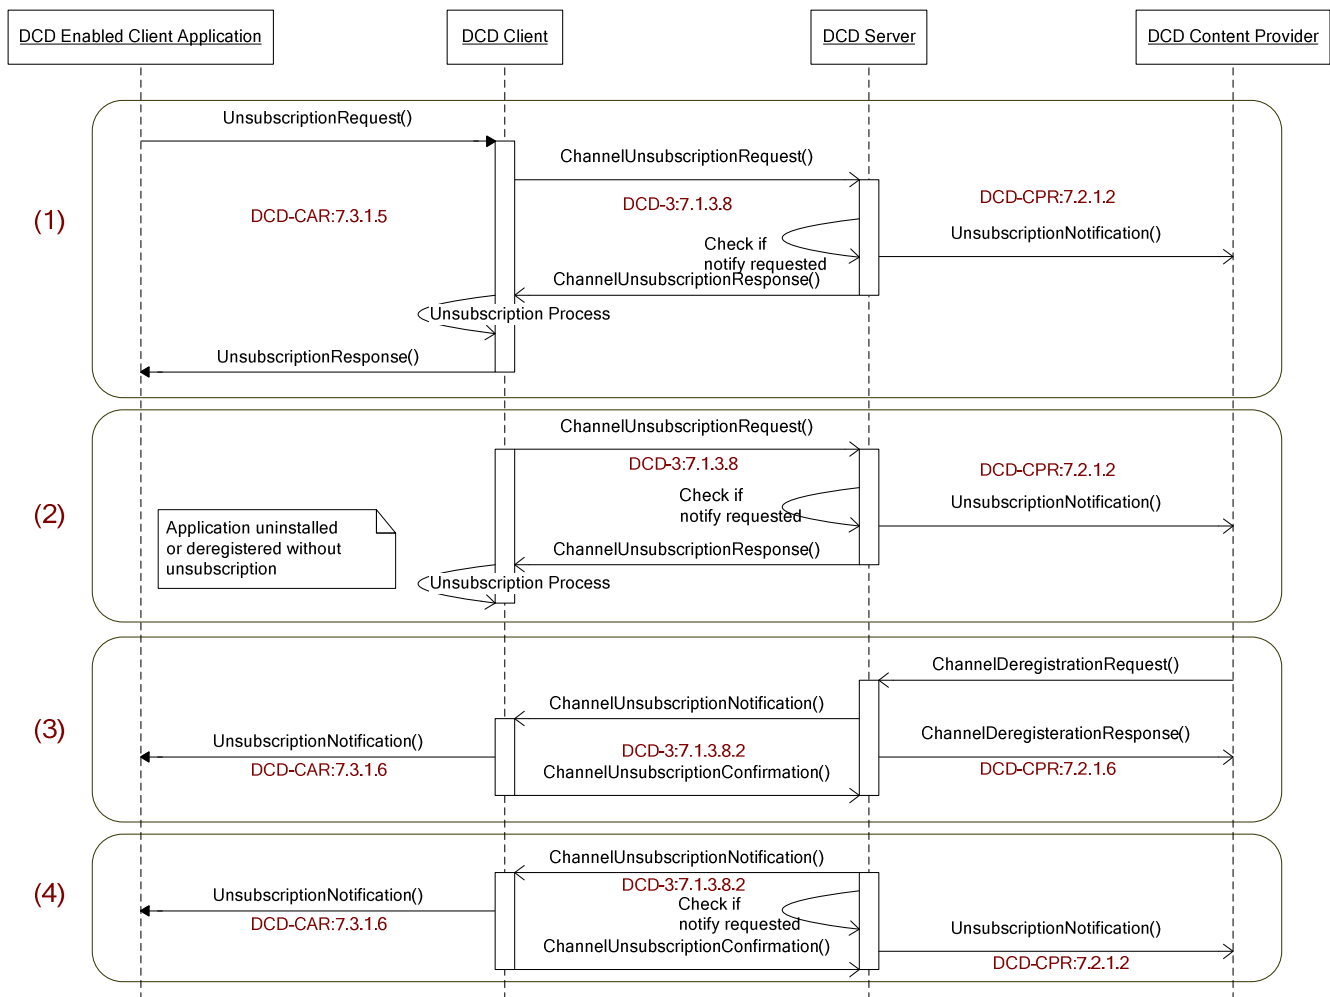 DCD Enabled Client Application
DCD Client
DCD Server
DCD Content Provider
(1)
UnsubscriptionRequest()
ChannelUnsubscriptionRequest()
DCD-CAR:7.3.1.5
DCD-3:7.1.3.8
DCD-CPR:7.2.1.2
Check if
notify requested
UnsubscriptionNotification()
ChannelUnsubscriptionResponse()
Unsubscription Process
UnsubscriptionResponse()
(2)
ChannelUnsubscriptionRequest()
DCD-3:7.1.3.8
DCD-CPR:7.2.1.2
Check if
notify requested
UnsubscriptionNotification()
Application uninstalled
or deregistered without
unsubscription
ChannelUnsubscriptionResponse()
Unsubscription Process
(3)
ChannelDeregistrationRequest()
ChannelUnsubscriptionNotification()
UnsubscriptionNotification()
DCD-CAR:7.3.1.6
DCD-3:7.1.3.8.2
ChannelUnsubscriptionConfirmation()
ChannelDeregisterationResponse()
DCD-CPR:7.2.1.6
(4)
ChannelUnsubscriptionNotification()
UnsubscriptionNotification()
DCD-CAR:7.3.1.6
DCD-3:7.1.3.8.2
Check if
notify requested
ChannelUnsubscriptionConfirmation()
UnsubscriptionNotification()
DCD-CPR:7.2.1.2